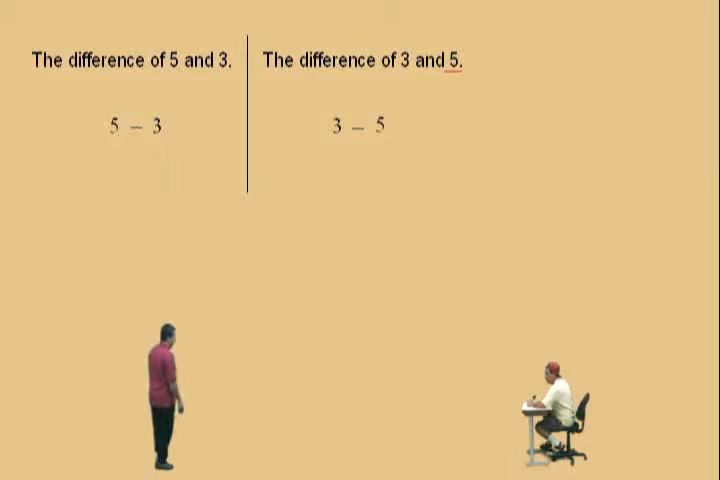 The difference of 5 and 3.
5 – 3
The difference of 3 and 5.
3 – 5